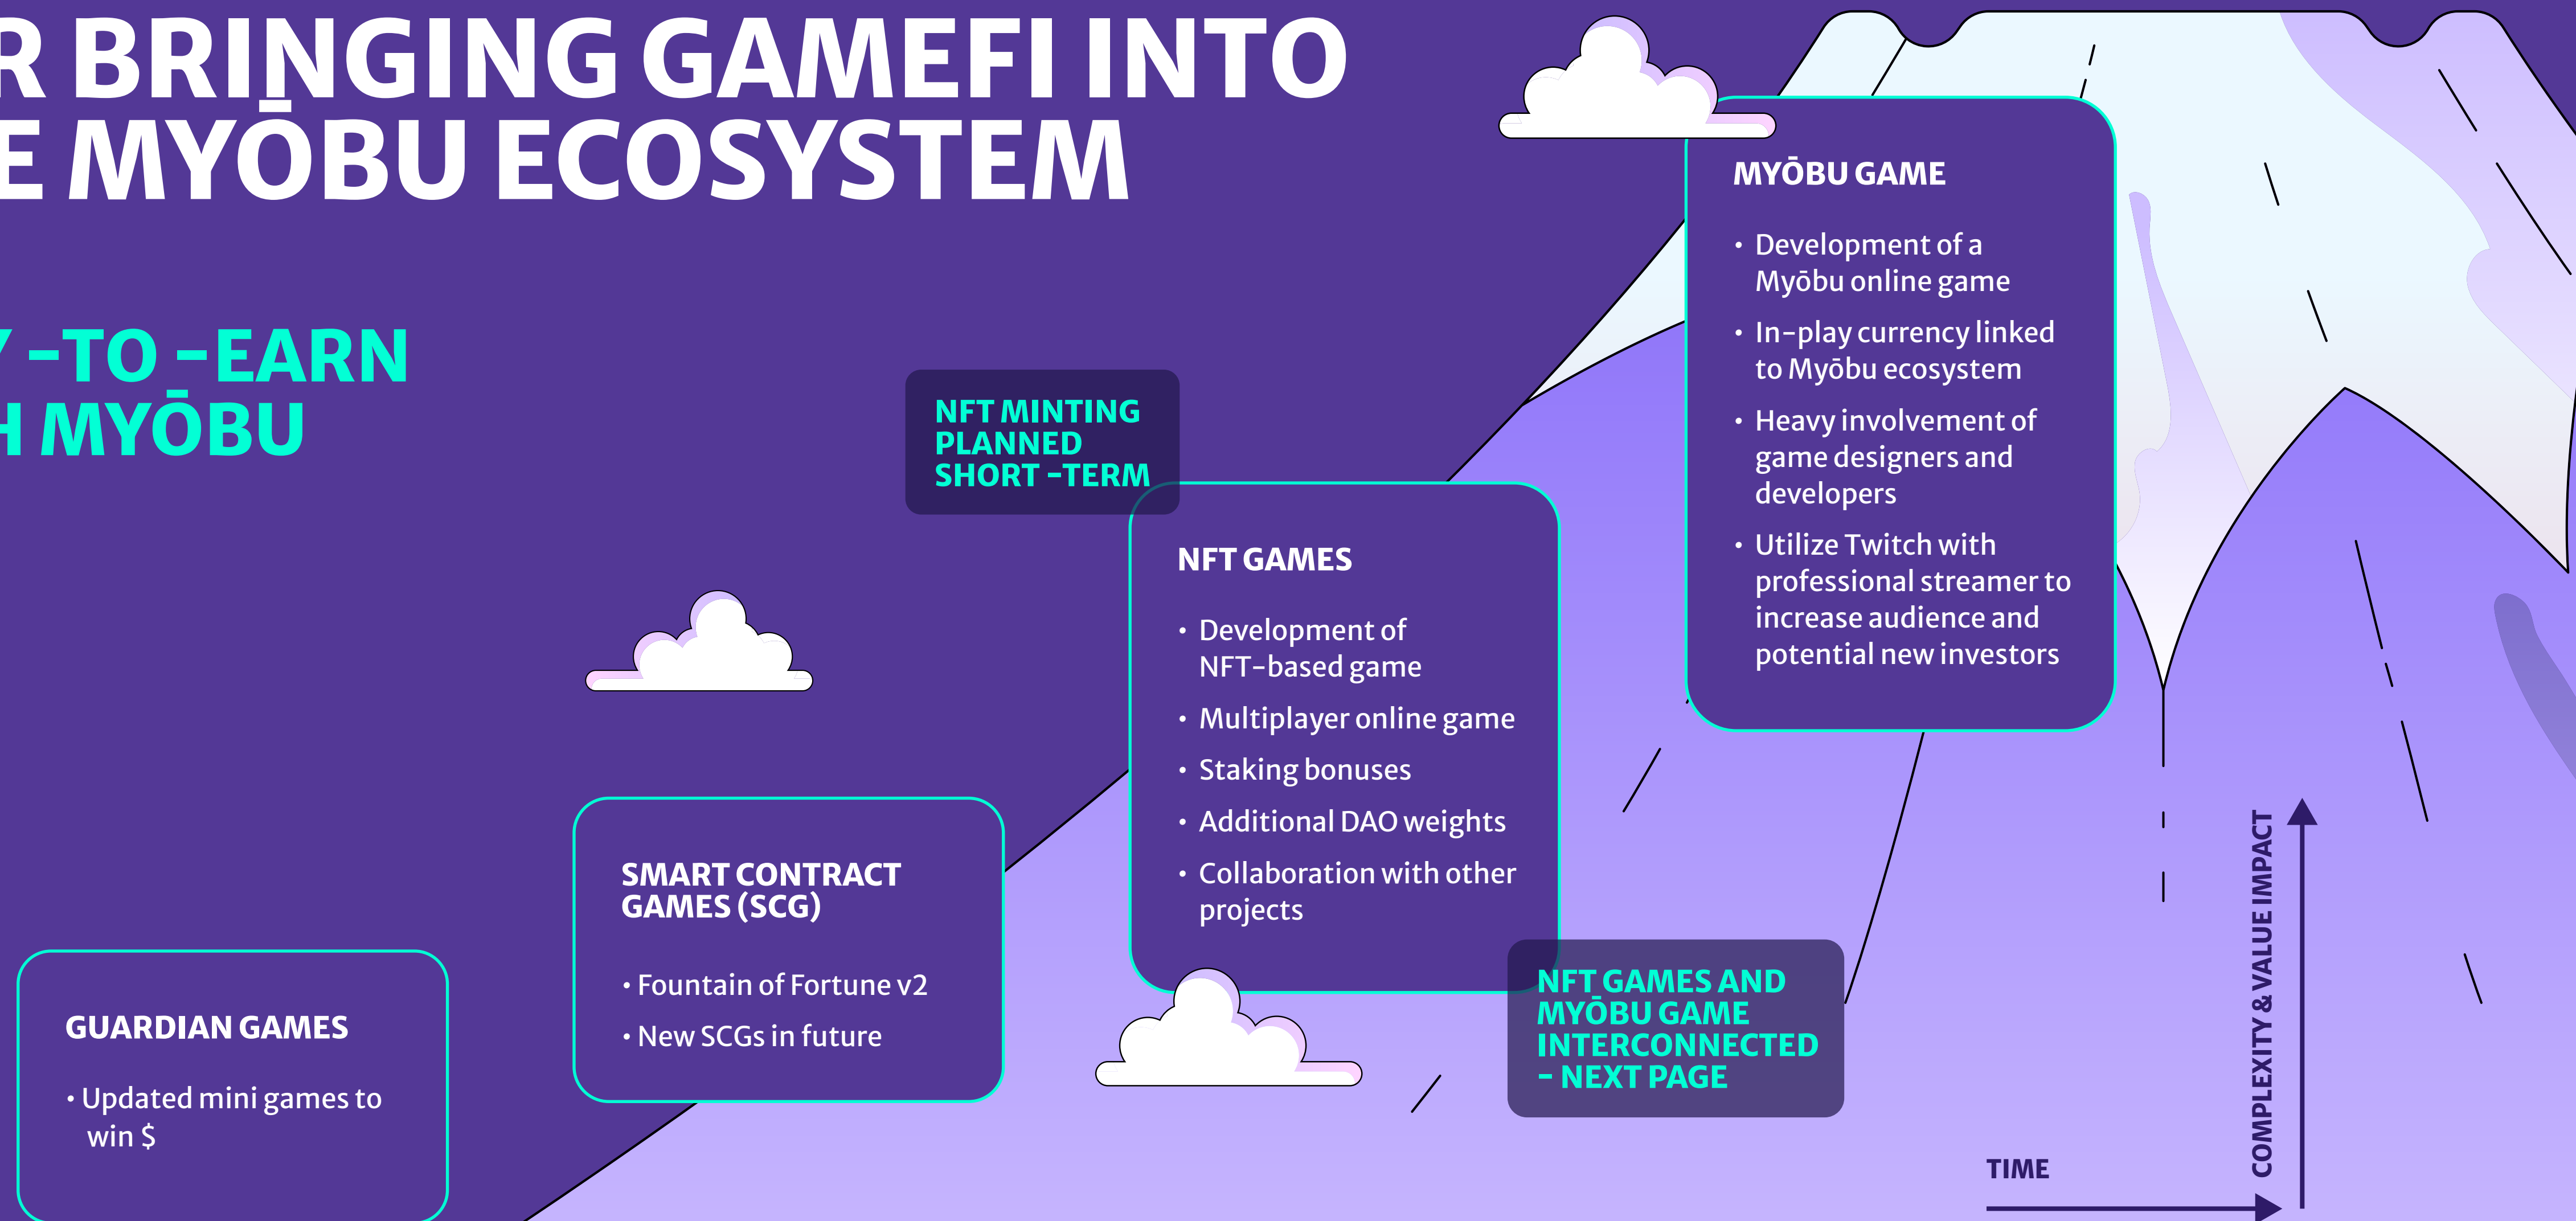 R BRINGING GAMEFI INTO
E MYŌBU ECOSYSTEM
Y -TO -EARN
H MYŌBU
GUARDIAN GAMES
• Updated mini games to
win $
SMART CONTRACT
GAMES (SCG)
• Fountain of Fortune v2
• New SCGs in future
NFT MINTING
PLANNED
SHORT -TERM
NFT GAMES
• Development of
NFT-based game
• Multiplayer online game
• Staking bonuses
• Additional DAO weights
• Collaboration with other
projects
NFT GAMES AND
MYŌBU GAME
INTERCONNECTED
- NEXT PAGE
MYŌBU GAME
• Development of a
Myōbu online game
• In-play currency linked
to Myōbu ecosystem
• Heavy involvement of
game designers and
developers
• Utilize Twitch with
professional streamer to
increase audience and
potential new investors
COMPLEXITY & VALUE IMPACT
TIME